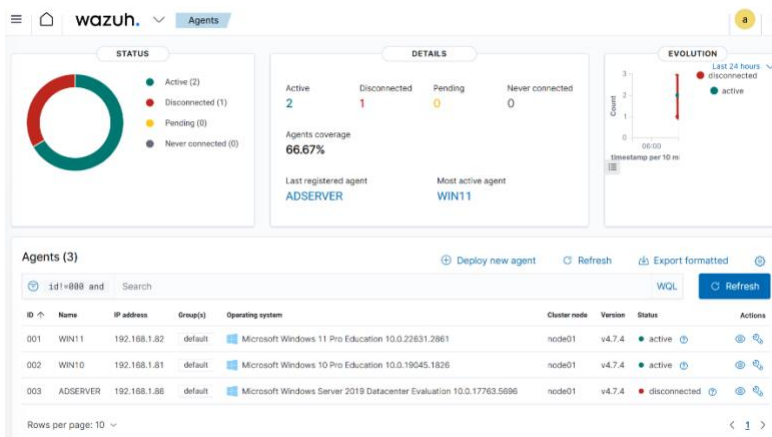 wazuh. Agents a
STATUS
Active (2)
Disconnected (1)
Pending (0)
Never connected (0)
DETAILS
Active Disconnected Pending Never connected
2 1 0 0
Agents coverage
66.67%
Last registered agent Most active agent
ADSERVER WIN11
EVOLUTION
Last 24 hours
disconnected
active
Count
3
2
1
0
00:00
timestamp per 10 m
Agents (3)
Deploy new agent Refresh Export formatted
id!=000 and Search WQL Refresh
ID Name IP address Group(s) Operating system Cluster node Version Status Actions
001 WIN11 192.168.1.82 default Microsoft Windows 11 Pro Education 10.0.22631.2861 node01 v4.7.4 active
002 WIN10 192.168.1.81 default Microsoft Windows 10 Pro Education 10.0.19045.1826 node01 v4.7.4 active
003 ADSERVER 192.168.1.86 default Microsoft Windows Server 2019 Datacenter Evaluation 10.0.17763.5696 node01 v4.7.4 disconnected
Rows per page: 10 1